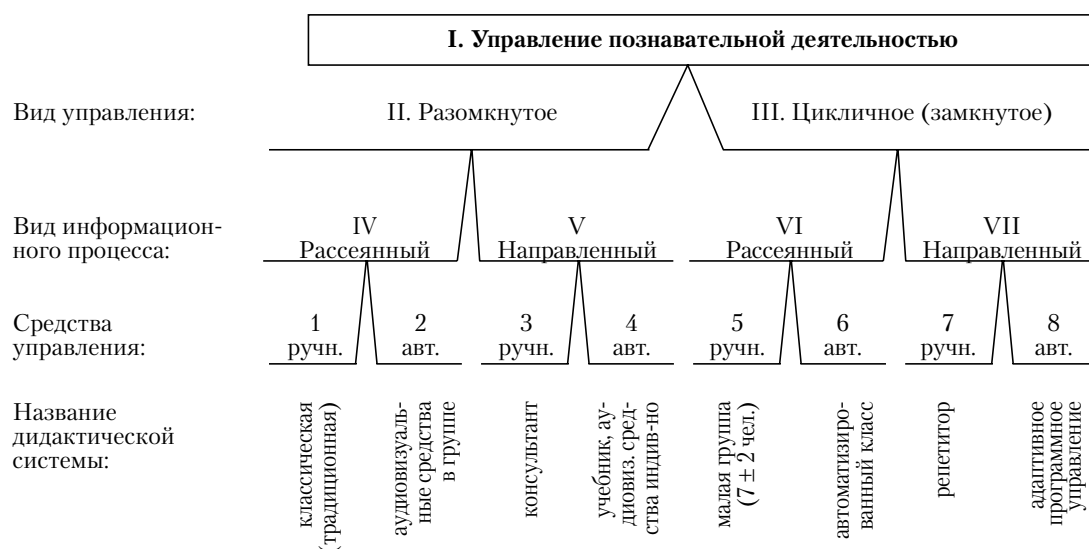 I. Управление познавательной деятельностью
Вид управления:
II. Разомкнутое
III. Цикличное (замкнутое)
Вид информацион-
ного процесса:
IV
Рассеянный
V
Направленный
VI
Рассеянный
VII
Направленный
Средства
управления:
1
ручн.
2
авт.
3
ручн.
4
авт.
5
ручн.
6
авт.
7
ручн.
8
авт.
Название
дидактической
системы:
классическая
(традиционная)
аудиовизуаль-
ные средства
в группе
консультант
учебник, ау-
диовиз. сред-
ства индив-но
малая группа
(7 ± 2 чел.)
автоматизиро-
ванный класс
репетитор
адаптивное
программное
управление